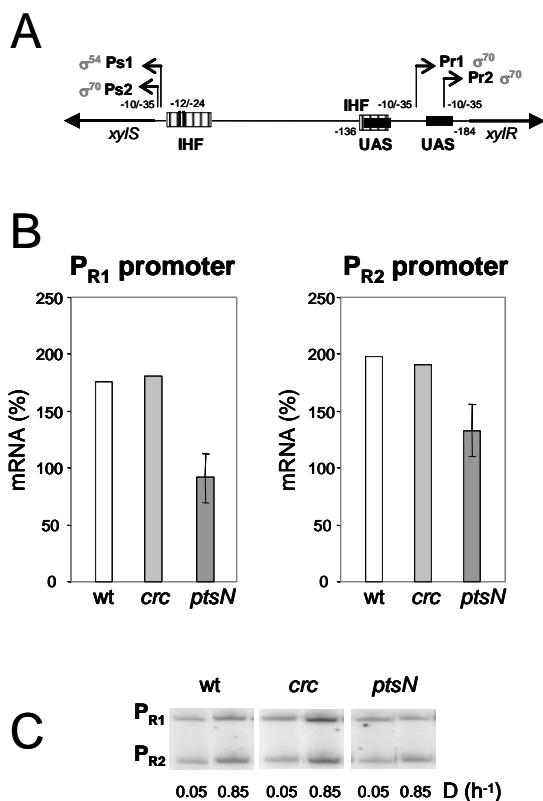 A
σ54 Ps1
σ70 Ps2
Pr1 σ70
Pr2 σ70
-10/-35
-12/-24
IHF
-10/-35
-10/-35
-136
-184
xylS
IHF
UAS
UAS
xylR
B
PR1 promoter
PR2 promoter
mRNA (%)
250
200
150
100
50
0
wt crc ptsN
mRNA (%)
250
200
150
100
50
0
wt crc ptsN
C
wt crc ptsN
PR1
PR2
0.05 0.85 0.05 0.85 0.05 0.85 D (h-1)